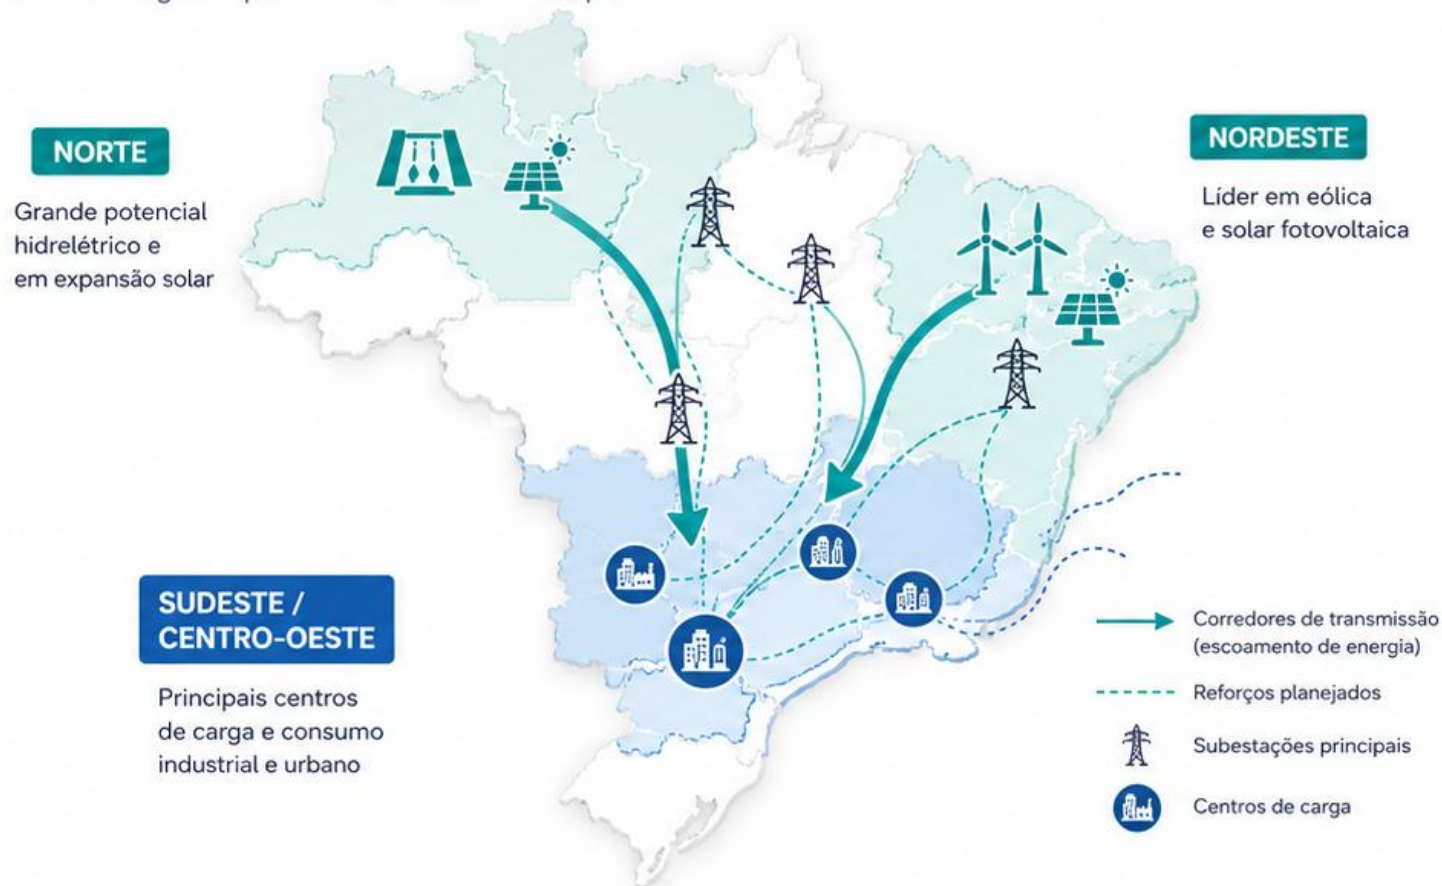 NORTE
Grande potencial
hidrelétrico e
em expansão solar
NORDESTE
Líder em eólica
e solar fotovoltaica
SUDESTE /
CENTRO-OESTE
Principais centros
de carga e consumo
industrial e urbano
Corredores de transmissão
(escoamento de energia)
Reforços planejados
Subestações principais
Centros de carga